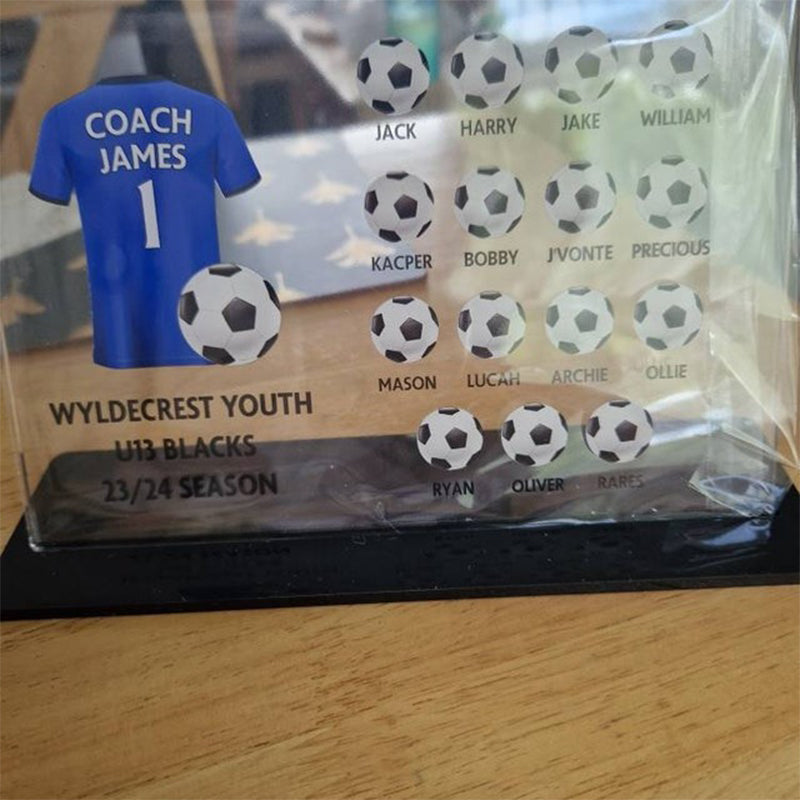 COACH
JAMES
1
WYLDECREST YOUTH
U13 BLACKS
23/24 SEASON
JACK HARRY JAKE WILLIAM
KACPER BOBBY J'VONTE PRECIOUS
MASON LUCAH ARCHIE OLLIE
RYAN OLIVER RARES